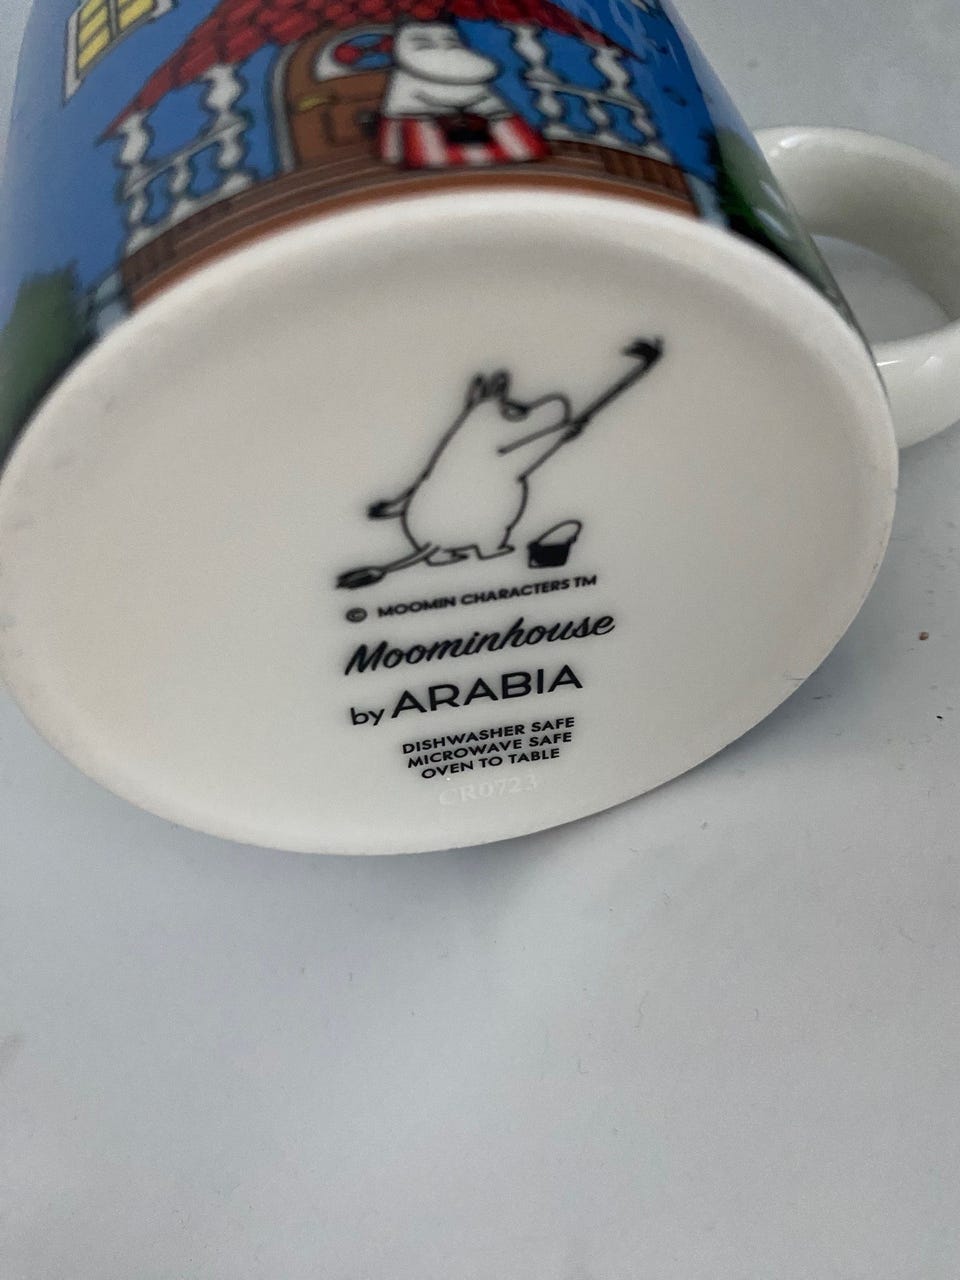 © MOOMIN CHARACTERS TM
Moominhouse
by ARABIA
DISHWASHER SAFE
MICROWAVE SAFE
OVEN TO TABLE
CR0723